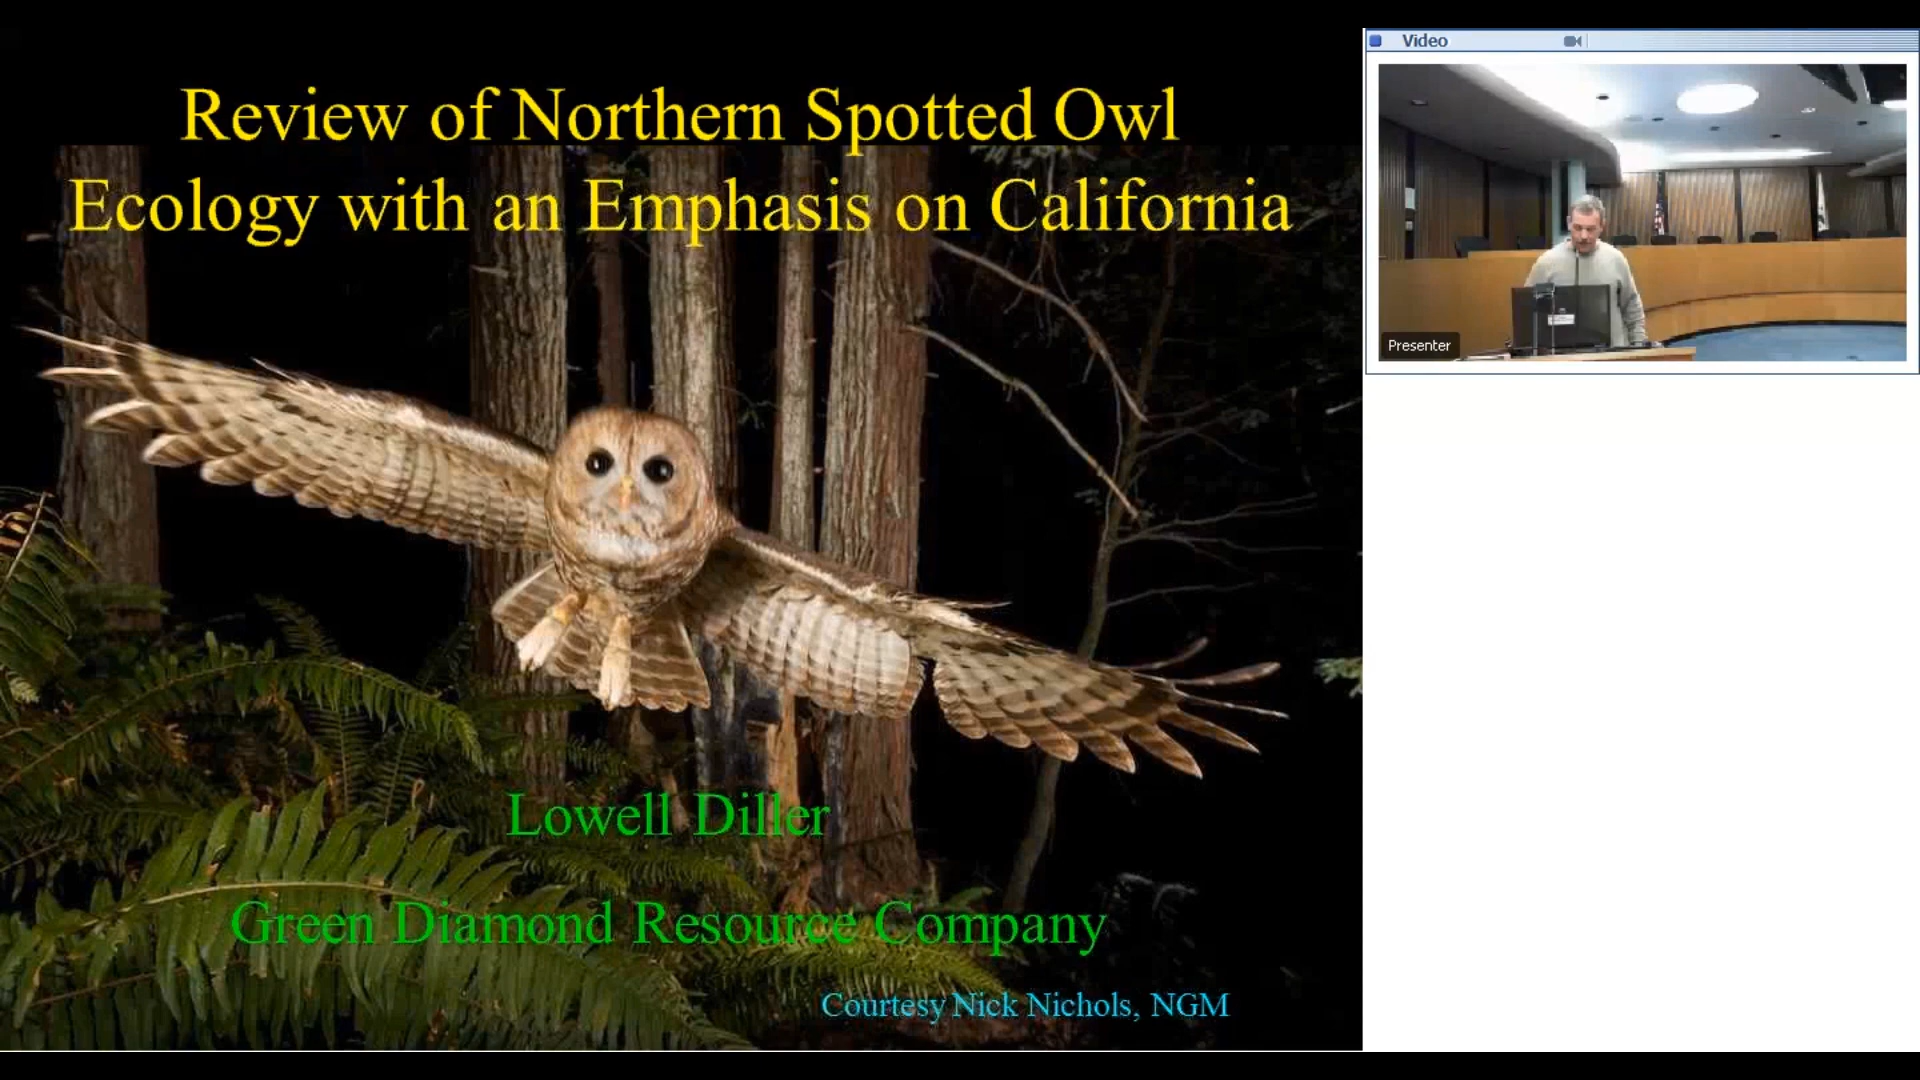 Review of Northern Spotted Owl
Ecology with an Emphasis on California
Lowell Diller
Green Diamond Resource Company
Courtesy Nick Nichols, NGM
Video
Presenter